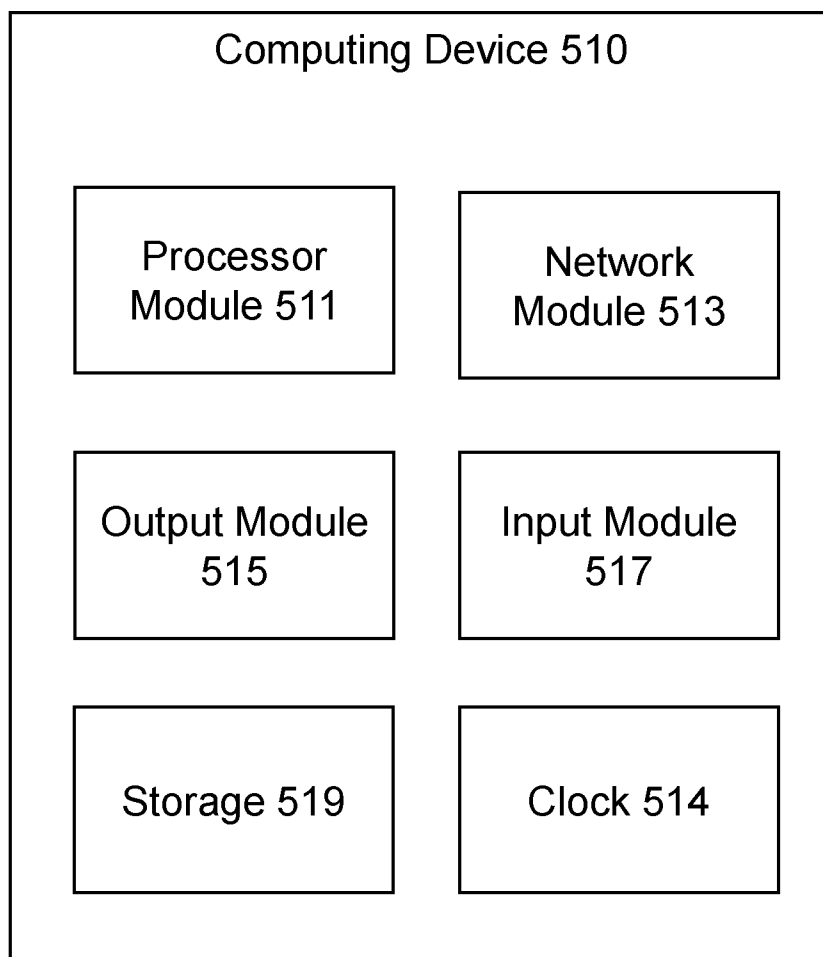 Computing Device 510
Processor
Module 511
Network
Module 513
Output Module
515
Input Module
517
Storage 519
Clock 514